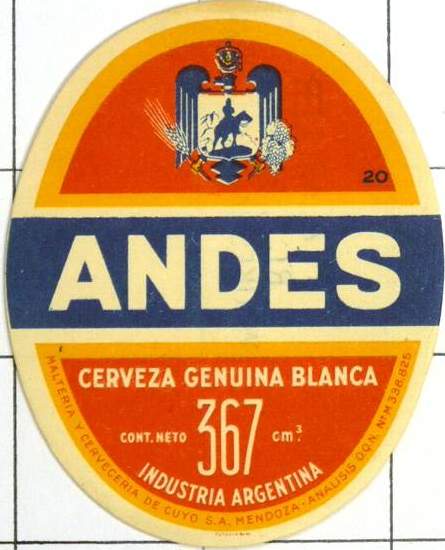 20
ANDES
CERVEZA GENUINA BLANCA
CONT. NETO 367 cm³.
INDUSTRIA ARGENTINA
MALTERIA Y CERVECERIA DE CUYO S.A. MENDOZA - ANALISIS OQN. Nº M 338.825